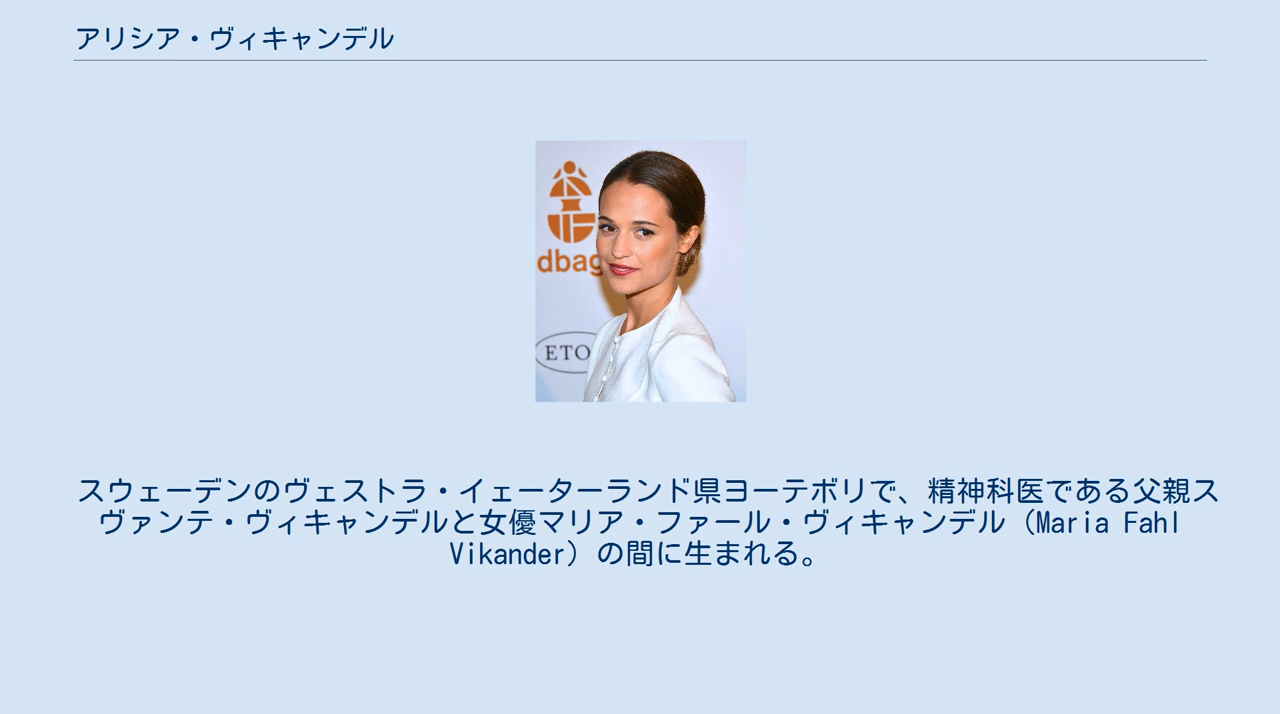 アリシア・ヴィキャンデル
dbag
ETO
スウェーデンのヴェストラ・イェーターランド県ヨーテボリで、精神科医である父親ス
ヴァンテ・ヴィキャンデルと女優マリア・ファール・ヴィキャンデル（Maria Fahl
Vikander）の間に生まれる。